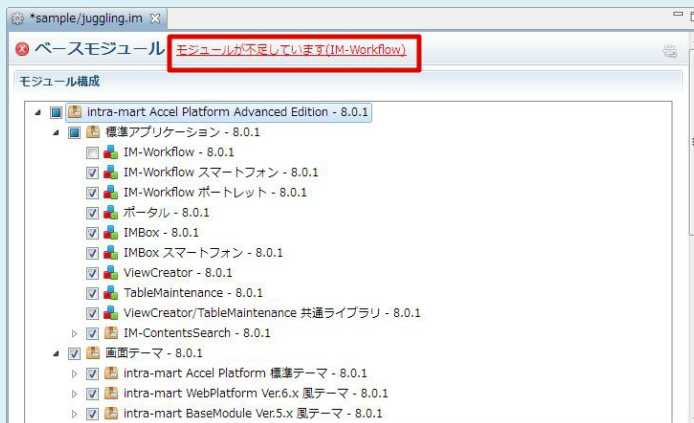 *sample/juggling.im
ベースモジュール モジュールが不足しています(IM-Workflow)
モジュール構成
intra-mart Accel Platform Advanced Edition - 8.0.1
標準アプリケーション - 8.0.1
IM-Workflow - 8.0.1
IM-Workflow スマートフォン - 8.0.1
IM-Workflow ポートレット - 8.0.1
ポータル - 8.0.1
IMBox - 8.0.1
IMBox スマートフォン - 8.0.1
ViewCreator - 8.0.1
TableMaintenance - 8.0.1
ViewCreator/TableMaintenance 共通ライブラリ - 8.0.1
IM-ContentsSearch - 8.0.1
画面テーマ - 8.0.1
intra-mart Accel Platform 標準テーマ - 8.0.1
intra-mart WebPlatform Ver.6.x 風テーマ - 8.0.1
intra-mart BaseModule Ver.5.x 風テーマ - 8.0.1